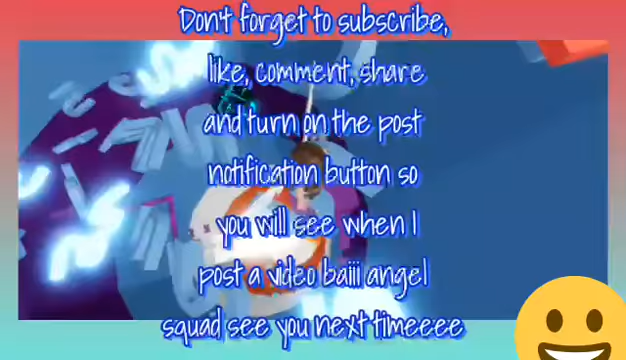 Don't forget to subscribe,
like, comment, share
and turn on the post
notification button so
you will see when I
post a video baiii angel
squad see you next timeeee